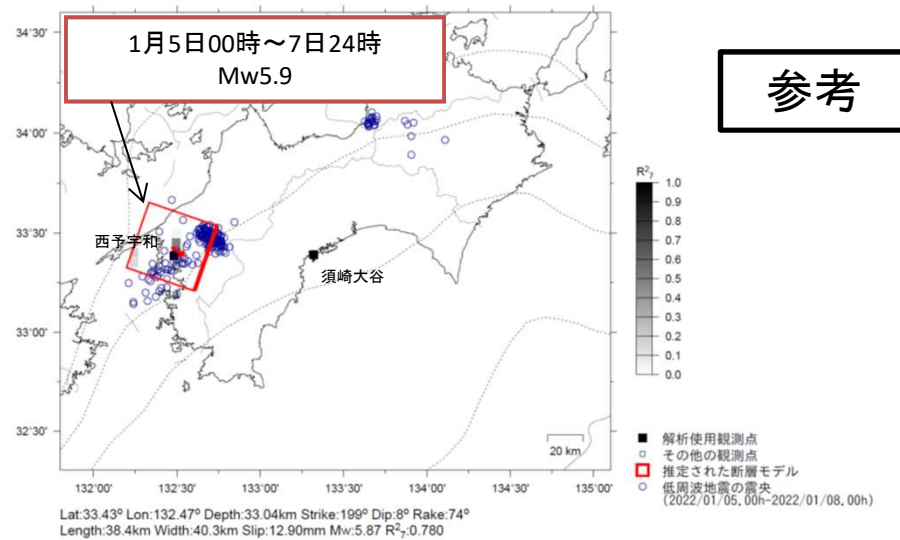 1月5日00時～7日24時
Mw5.9
参考
34°30'
34°00'
33°30'
33°00'
32°30'
西予宇和
須崎大谷
20 km
132°00'
132°30'
133°00'
133°30'
134°00'
134°30'
135°00'
R²₇
1.0
0.9
0.8
0.7
0.6
0.5
0.4
0.3
0.2
0.1
0.0
解析使用観測点
その他の観測点
推定された断層モデル
低周波地震の震央
(2022/01/05.00h-2022/01/08.00h)
Lat:33.43° Lon:132.47° Depth:33.04km Strike:199° Dip:8° Rake:74°
Length:38.4km Width:40.3km Slip:12.90mm Mw:5.87 R²₇:0.780